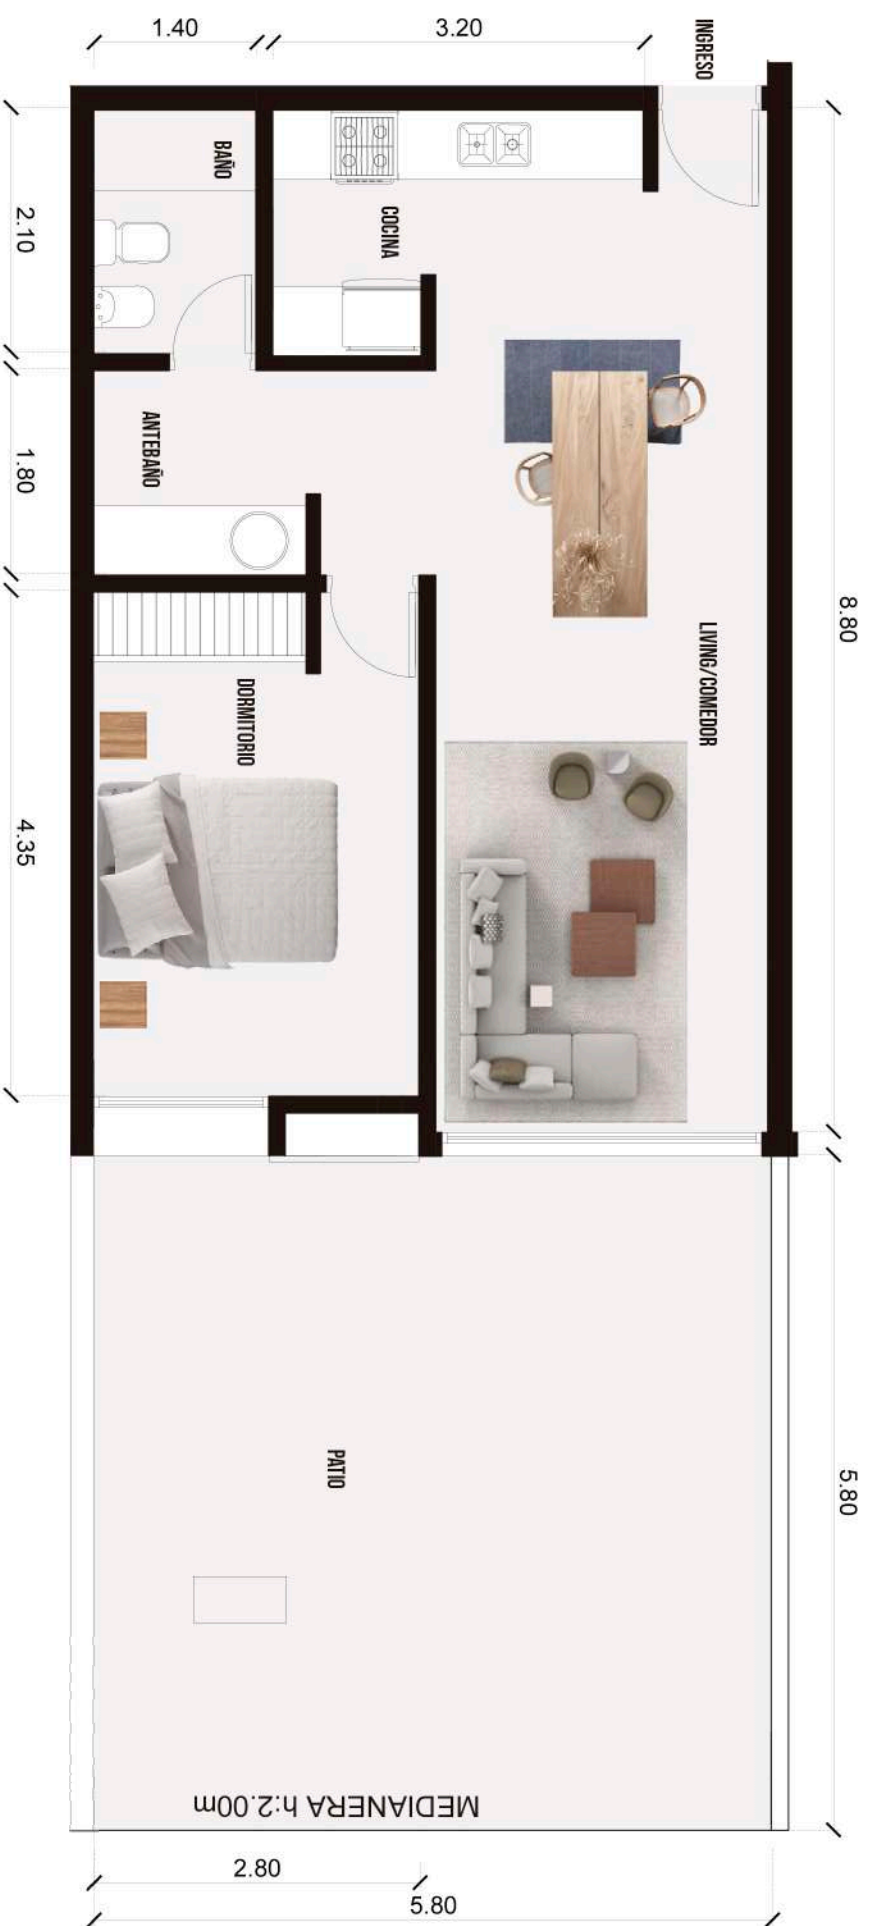 1.40
3.20
INGRESO
BAÑO
2.10
COCINA
ANTEBAÑO
1.80
8.80
LIVING/COMEDOR
DORMITORIO
4.35
PATIO
5.80
MEDIANERA h:2.00m
2.80
5.80